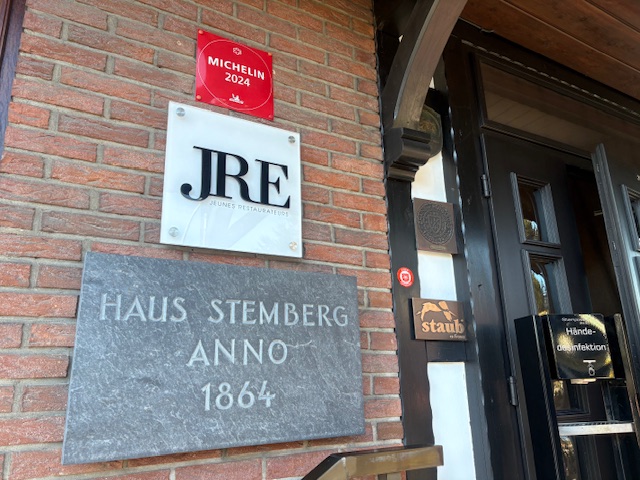 MICHELIN
2024
JRE
JEUNES RESTAURATEURS
HAUS STEMBERG
ANNO
1864
staub
Hände-
desinfektion